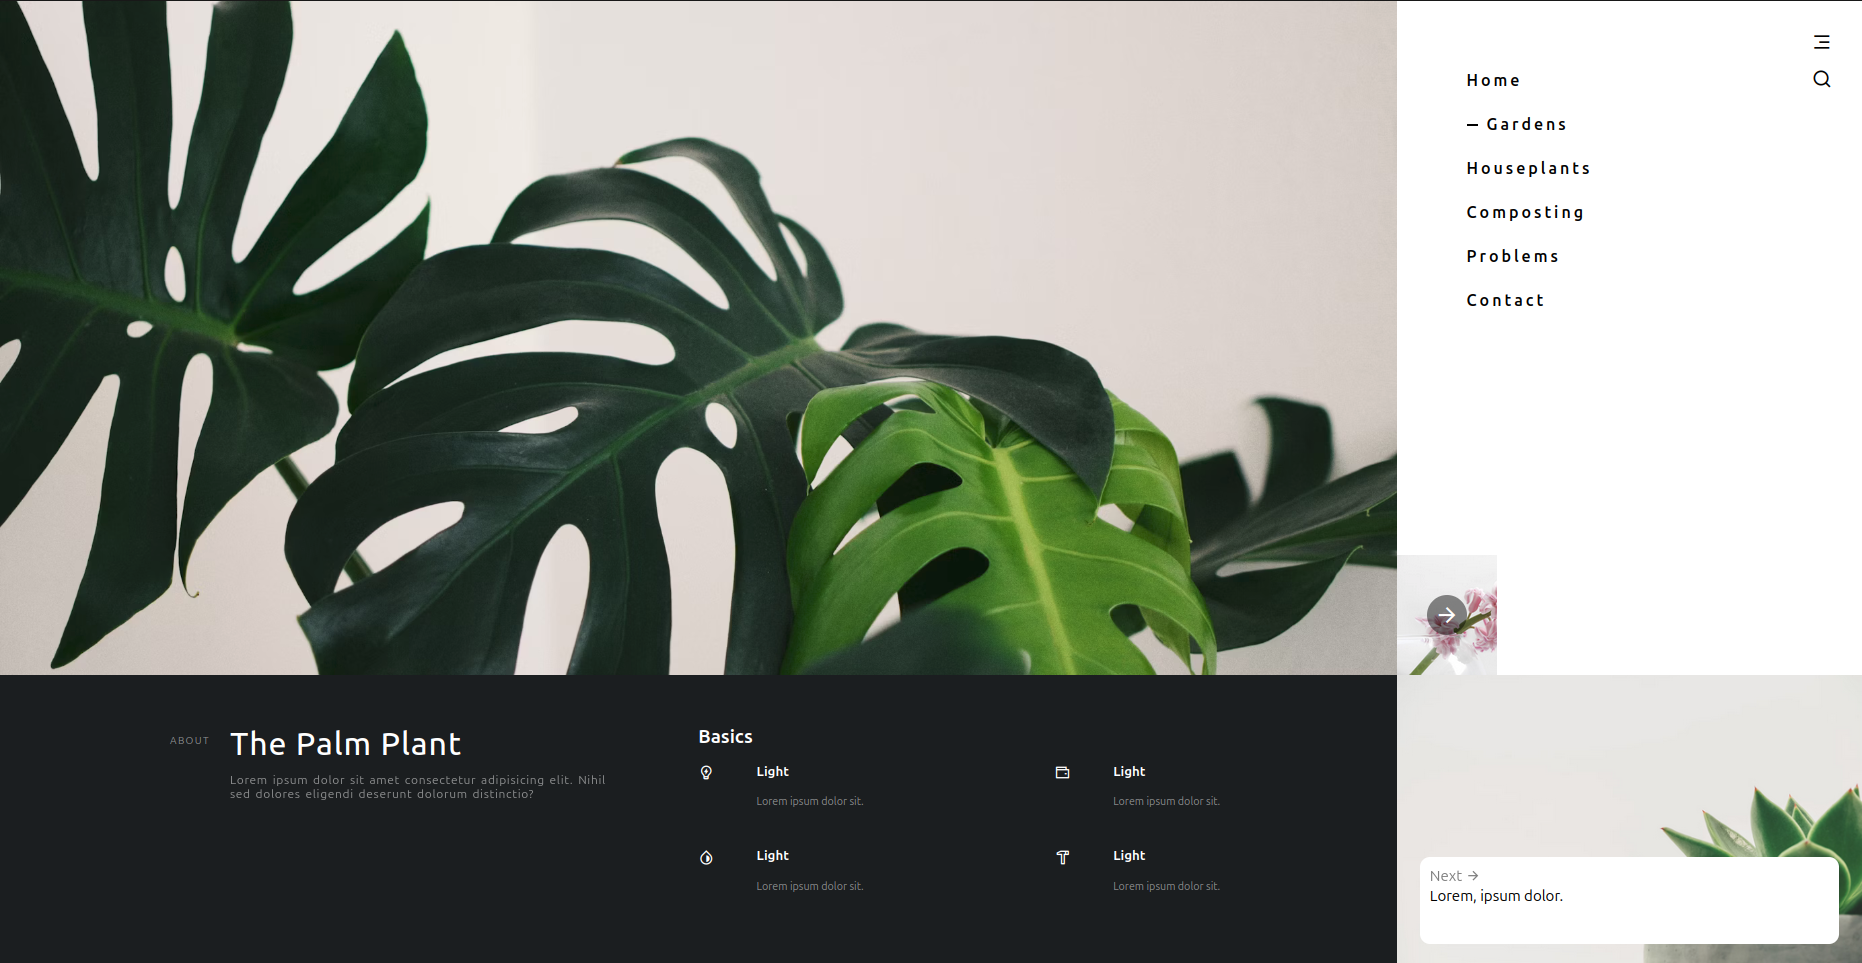 Home
— Gardens
Houseplants
Composting
Problems
Contact
ABOUT
The Palm Plant
Lorem ipsum dolor sit amet consectetur adipisicing elit. Nihil
sed dolores eligendi deserunt dolorum distinctio?
Basics
Light
Lorem ipsum dolor sit.
Light
Lorem ipsum dolor sit.
Light
Lorem ipsum dolor sit.
Light
Lorem ipsum dolor sit.
Next →
Lorem, ipsum dolor.